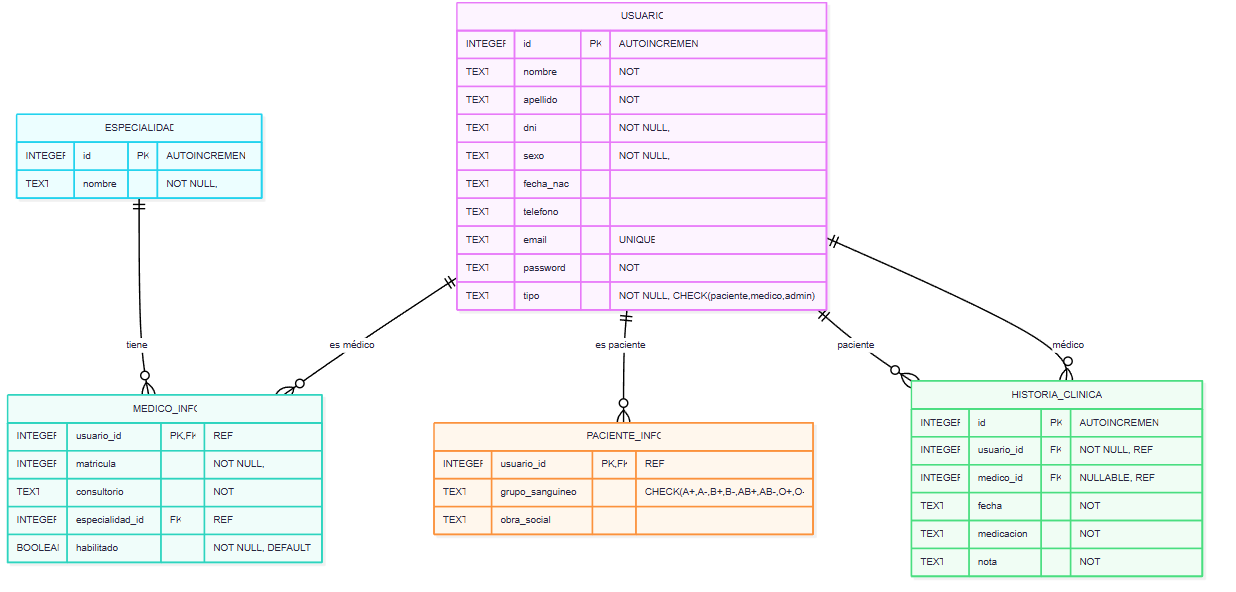 USUARIO
INTEGER id PK AUTOINCREMEN
TEXT nombre NOT
TEXT apellido NOT
TEXT dni NOT NULL,
TEXT sexo NOT NULL,
TEXT fecha_nac
TEXT telefono
TEXT email UNIQUE
TEXT password NOT
TEXT tipo NOT NULL, CHECK(paciente,medico,admin)
ESPECIALIDAD
INTEGER id PK AUTOINCREMEN
TEXT nombre NOT NULL,
tiene
es médico
es paciente
paciente
médico
MEDICO_INFO
INTEGER usuario_id PK,FK REF
INTEGER matricula NOT NULL,
TEXT consultorio NOT
INTEGER especialidad_id FK REF
BOOLEAN habilitado NOT NULL, DEFAULT
PACIENTE_INFO
INTEGER usuario_id PK,FK REF
TEXT grupo_sanguineo CHECK(A+,A-,B+,B-,AB+,AB-,O+,O-
TEXT obra_social
HISTORIA_CLINICA
INTEGER id PK AUTOINCREMEN
INTEGER usuario_id FK NOT NULL, REF
INTEGER medico_id FK NULLABLE, REF
TEXT fecha NOT
TEXT medicacion NOT
TEXT nota NOT